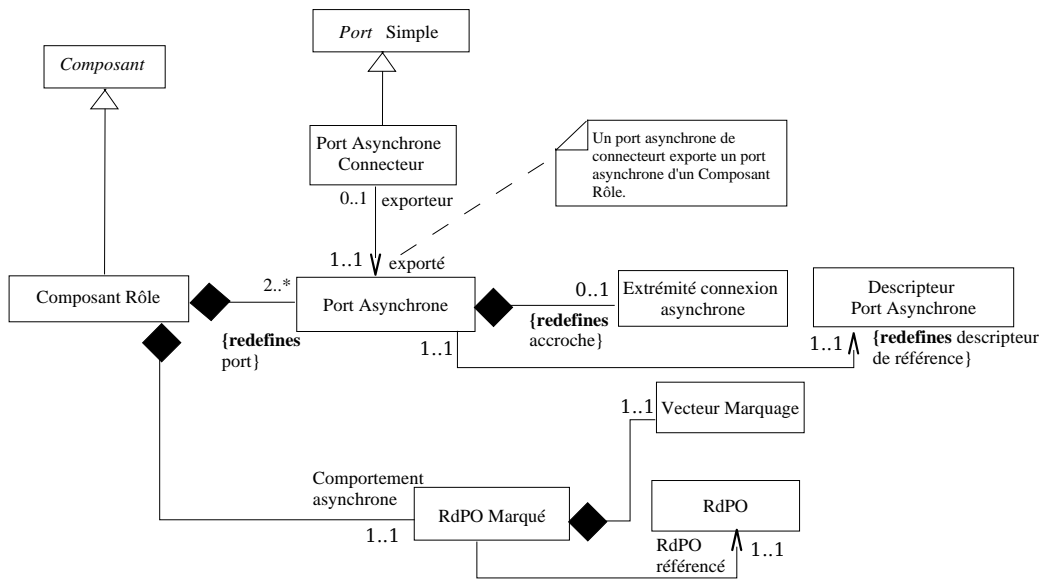 Port Simple
Composant
Port Asynchrone
Connecteur
Un port asynchrone de
connecteurt exporte un port
asynchrone d'un Composant
Rôle.
0..1
exporteur
1..1
exporté
Composant Rôle
2..*
Port Asynchrone
0..1
Extrémité connexion
asynchrone
Descripteur
Port Asynchrone
{redefines
port}
{redefines
accroche}
1..1
1..1
{redefines descripteur
de référence}
1..1
Vecteur Marquage
Comportement
asynchrone
1..1
RdPO Marqué
RdPO
RdPO
référencé
1..1